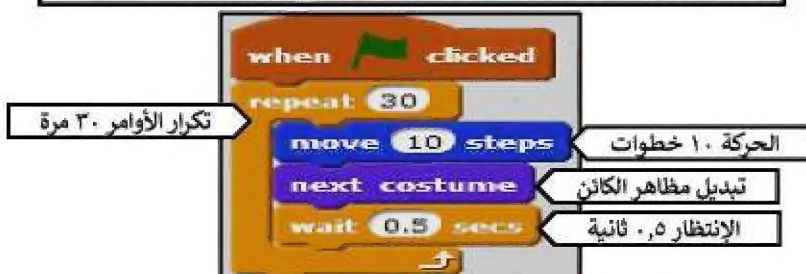 when clicked
repeat 30
تكرار الأوامر ٣٠ مرة
move 10 steps
الحركة ١٠ خطوات
next costume
تبديل مظاهر الكائن
wait 0.5 secs
الإنتظار ٠,٥ ثانية